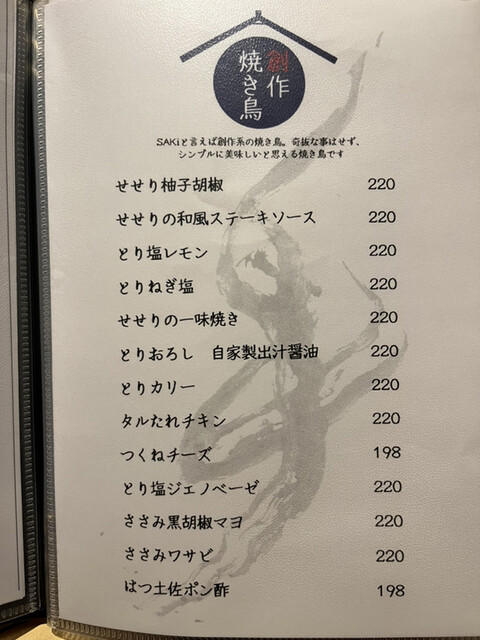 創作
焼き鳥
SAKiと言えば創作系の焼き鳥。奇抜な事はせず、
シンプルに美味しいと思える焼き鳥です
せせり柚子胡椒 220
せせりの和風ステーキソース 220
とり塩レモン 220
とりねぎ塩 220
せせりの一味焼き 220
とりおろし 自家製出汁醤油 220
とりカリー 220
タルたれチキン 220
つくねチーズ 198
とり塩ジェノベーゼ 220
ささみ黒胡椒マヨ 220
ささみワサビ 220
はつ土佐ポン酢 198